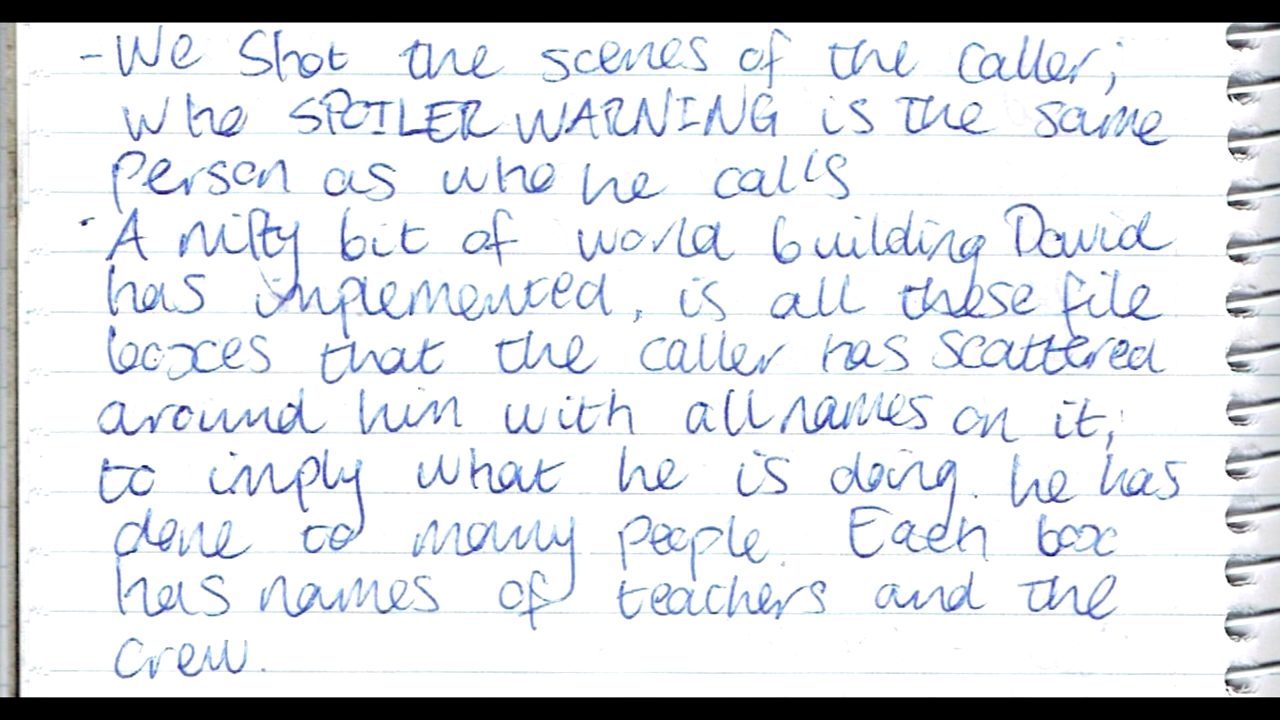 - We Shot the scenes of the caller;
who SPOILER WARNING is the same
person as who he calls
· A nifty bit of world building David
has implemented, is all these file
boxes that the caller has scattered
around him with all names on it,
to imply what he is doing. he has
done to many people. Each box
has names of teachers and the
crew.